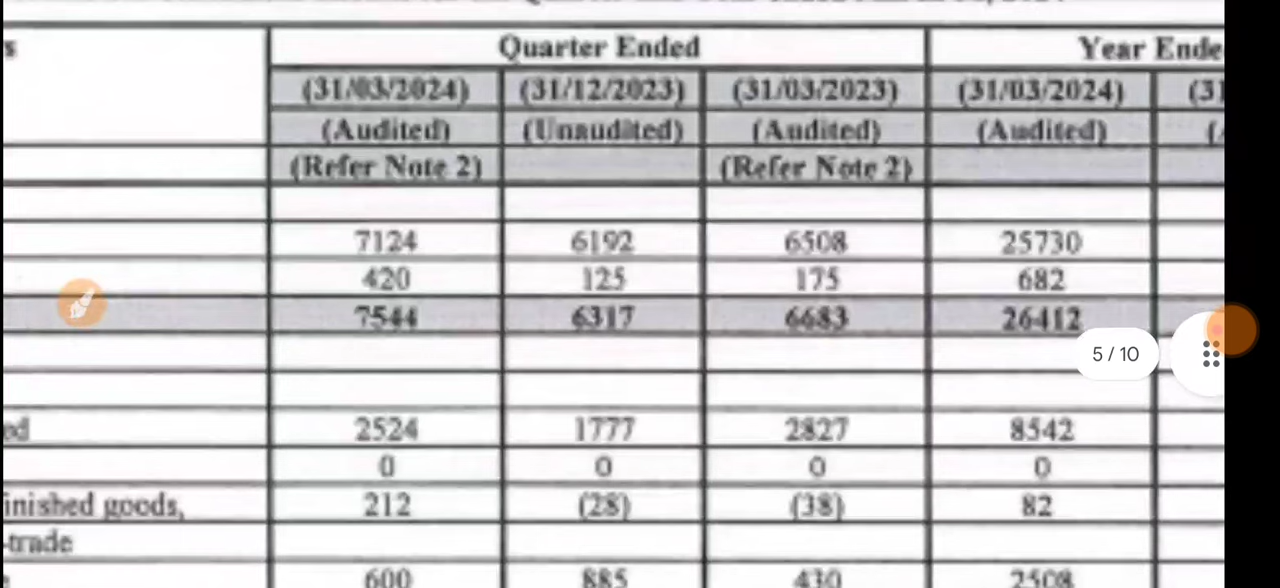 s Quarter Ended Year Ende
(31/03/2024) (31/12/2023) (31/03/2023) (31/03/2024) (31
(Audited) (Unaudited) (Audited) (Audited) (A
(Refer Note 2) (Refer Note 2)
7124 6192 6508 25730
420 125 175 682
7544 6317 6683 26412
5 / 10
ed 2524 1777 2827 8542
0 0 0 0
inished goods, 212 (28) (38) 82
-trade
600 885 430 2508